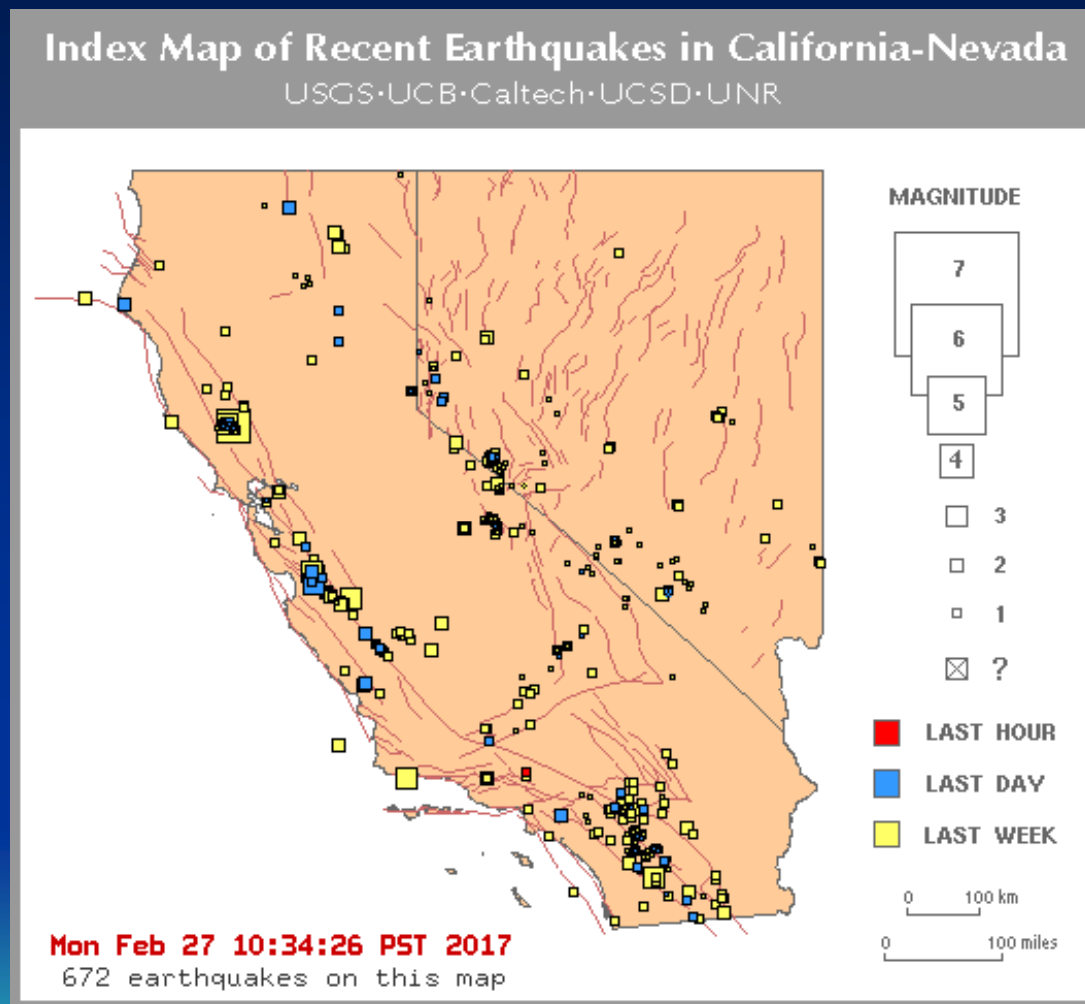 Index Map of Recent Earthquakes in California-Nevada
USGS·UCB·Caltech·UCSD·UNR
MAGNITUDE
7
6
5
4
3
2
1
?
LAST HOUR
LAST DAY
LAST WEEK
0 100 km
0 100 miles
Mon Feb 27 10:34:26 PST 2017
672 earthquakes on this map